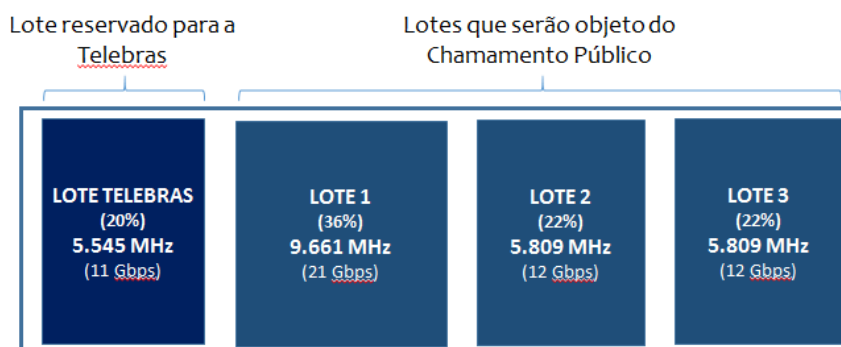 Lote reservado para a
Telebras
Lotes que serão objeto do
Chamamento Público
LOTE TELEBRAS
(20%)
5.545 MHz
(11 Gbps)
LOTE 1
(36%)
9.661 MHz
(21 Gbps)
LOTE 2
(22%)
5.809 MHz
(12 Gbps)
LOTE 3
(22%)
5.809 MHz
(12 Gbps)